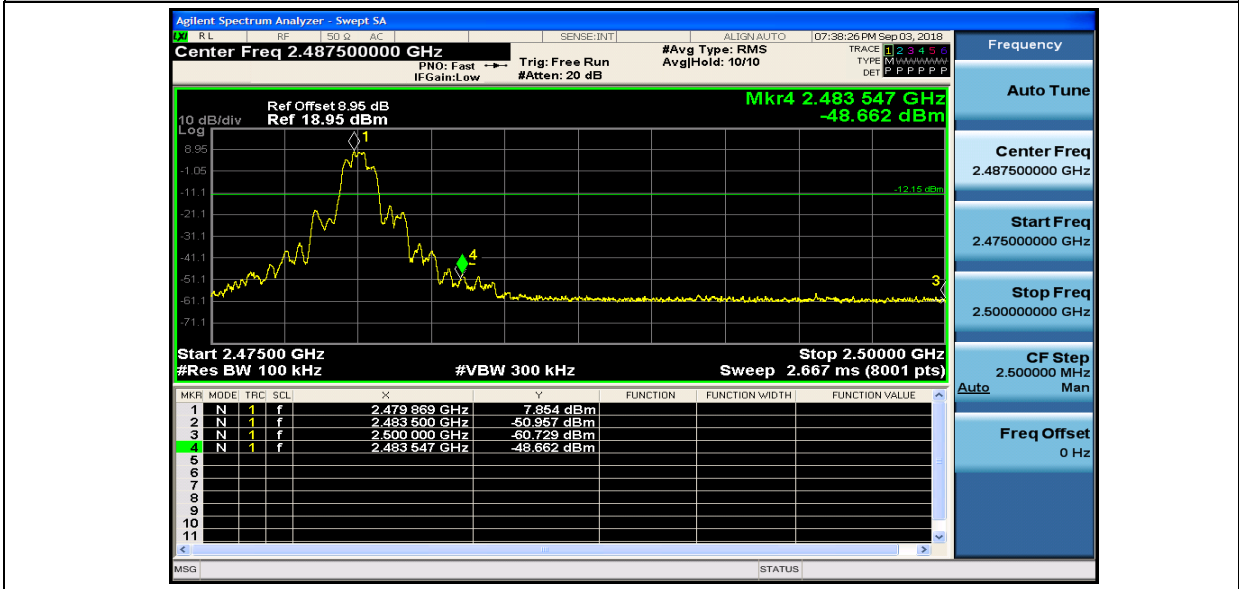 Agilent Spectrum Analyzer - Swept SA
LXI RL RF 50 Ω AC SENSE:INT ALIGN AUTO 07:38:26 PM Sep 03, 2018
Center Freq 2.487500000 GHz
PNO: Fast
IFGain:Low
Trig: Free Run
#Atten: 20 dB
#Avg Type: RMS
Avg|Hold: 10/10
TRACE 1 2 3 4 5 6
TYPE M WWWWW
DET P P P P P P
Mkr4 2.483 547 GHz
-48.662 dBm
Ref Offset 8.95 dB
10 dB/div Ref 18.95 dBm
Log
8.95
-1.05
-11.1
-21.1
-31.1
-41.1
-51.1
-61.1
-71.1
1
-12.15 dBm
4
3
Start 2.47500 GHz Stop 2.50000 GHz
#Res BW 100 kHz #VBW 300 kHz Sweep 2.667 ms (8001 pts)
MKR MODE TRC SCL X Y FUNCTION FUNCTION WIDTH FUNCTION VALUE
1 N 1 f 2.479 869 GHz 7.854 dBm
2 N 1 f 2.483 500 GHz -50.957 dBm
3 N 1 f 2.500 000 GHz -60.729 dBm
4 N 1 f 2.483 547 GHz -48.662 dBm
5
6
7
8
9
10
11
MSG STATUS
Frequency
Auto Tune
Center Freq
2.487500000 GHz
Start Freq
2.475000000 GHz
Stop Freq
2.500000000 GHz
CF Step
2.500000 MHz
Auto Man
Freq Offset
0 Hz